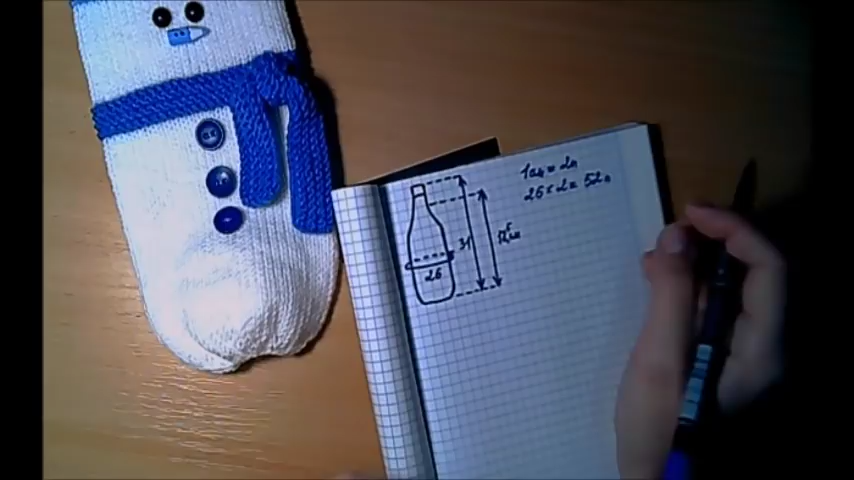 1см = 2п
26 × 2 = 52п
31
26